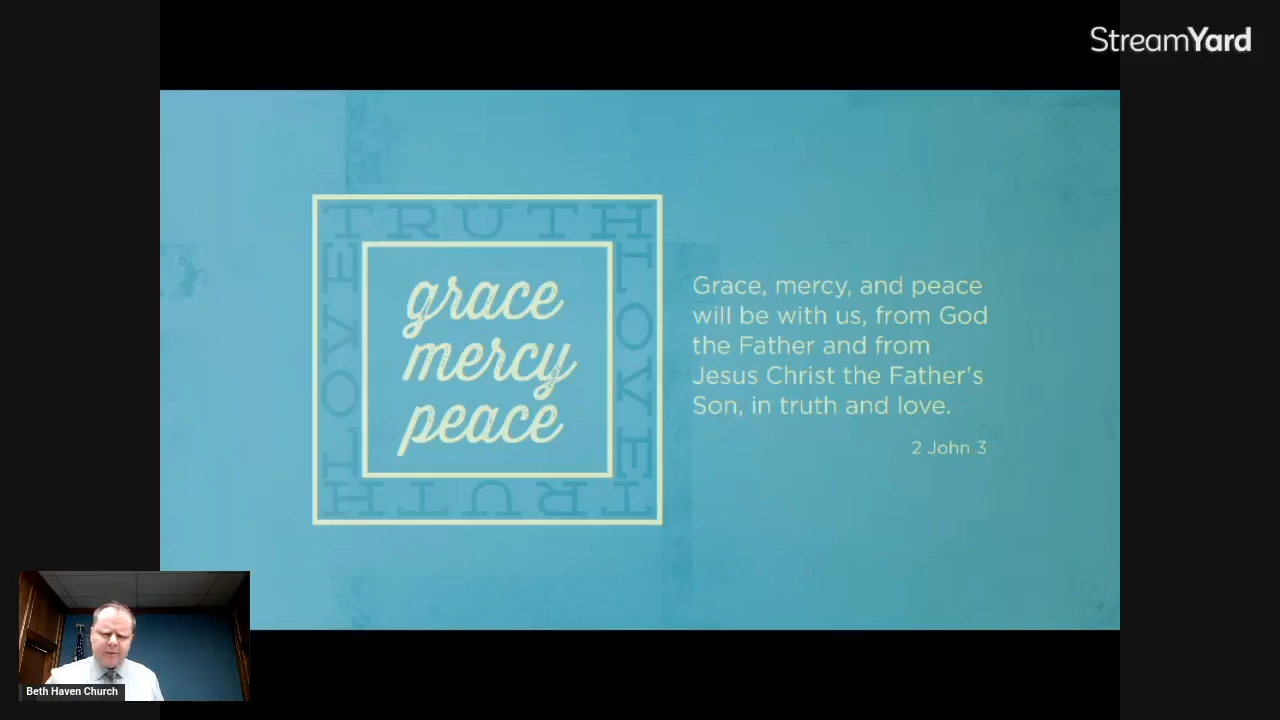 StreamYard
TRUTH
LOVE
LOVE
TRUTH
grace
mercy
peace
Grace, mercy, and peace
will be with us, from God
the Father and from
Jesus Christ the Father's
Son, in truth and love.
2 John 3
Beth Haven Church